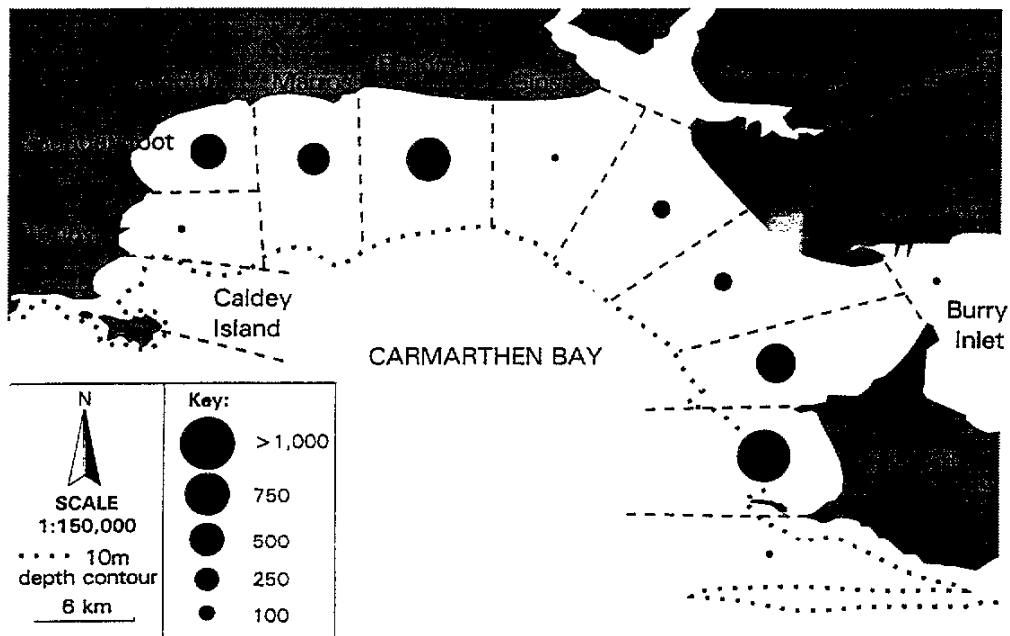 Caldey
Island
CARMARTHEN BAY
Burry
Inlet
N
SCALE
1:150,000
10m
depth contour
6 km
Key:
>1,000
750
500
250
100